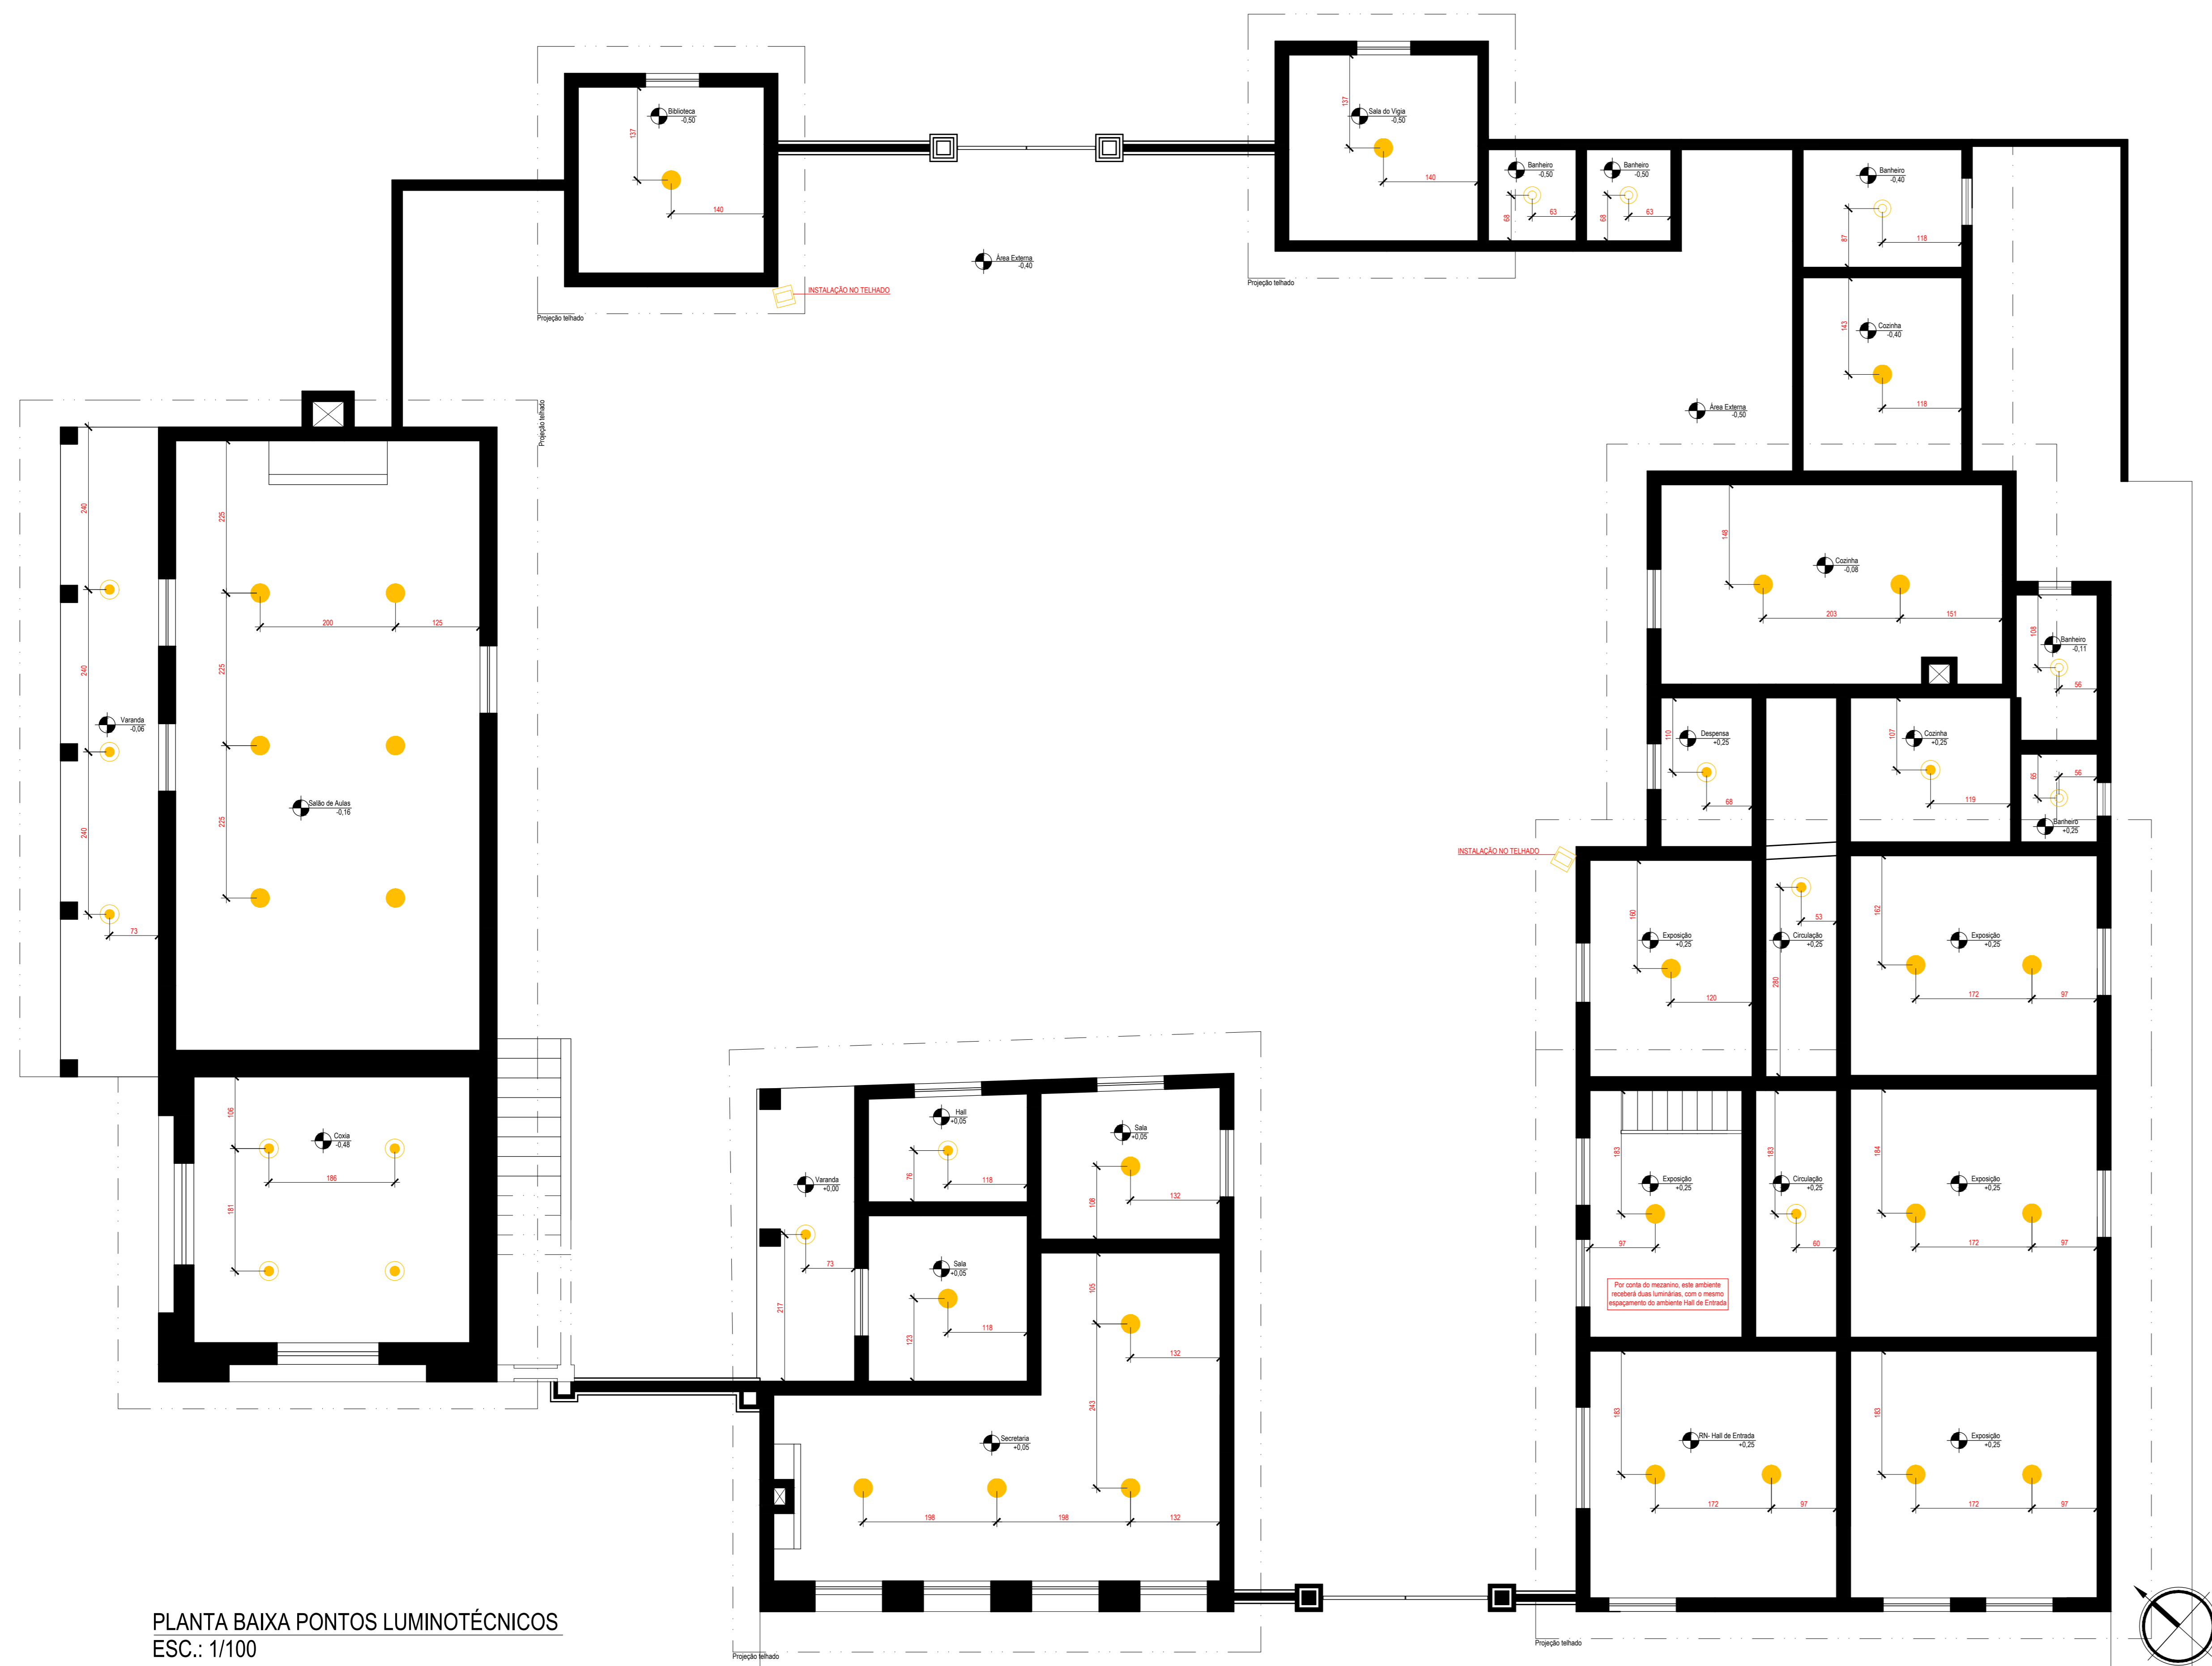 Biblioteca
-0,50
137
140
Sala do Vigia
-0,50
137
140
Banheiro
-0,50
68
63
Banheiro
-0,50
68
63
Banheiro
-0,40
87
118
Área Externa
-0,40
INSTALAÇÃO NO TELHADO
Projeção telhado
Projeção telhado
Cozinha
-0,40
143
118
Área Externa
-0,50
Projeção telhado
240
240
240
Varanda
-0,06
73
225
225
225
200
125
Salão de Aulas
-0,16
148
Cozinha
-0,08
203
151
108
Banheiro
-0,11
56
110
Despensa
+0,25
68
107
Cozinha
+0,25
119
65
56
Banheiro
+0,25
INSTALAÇÃO NO TELHADO
160
Exposição
+0,25
120
53
Circulação
+0,25
280
162
Exposição
+0,25
172
97
106
Coxia
-0,48
186
181
Hall
+0,05
76
118
Sala
+0,05
108
132
Varanda
+0,00
73
217
Sala
+0,05
123
118
105
132
243
Secretaria
+0,05
198
198
132
183
Exposição
+0,25
97
183
Circulação
+0,25
60
184
Exposição
+0,25
172
97
Por conta do mezanino, este ambiente
receberá duas luminárias, com o mesmo
espaçamento do ambiente Hall de Entrada
183
RN- Hall de Entrada
+0,25
172
97
183
Exposição
+0,25
172
97
Projeção telhado
Projeção telhado
PLANTA BAIXA PONTOS LUMINOTÉCNICOS
ESC.: 1/100